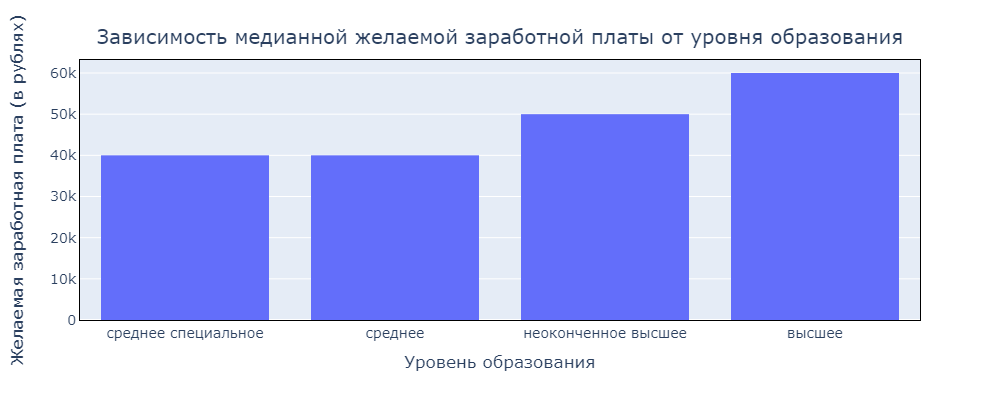 Зависимость медианной желаемой заработной платы от уровня образования
Желаемая заработная плата (в рублях)
60k
50k
40k
30k
20k
10k
0
среднее специальное
среднее
неоконченное высшее
высшее
Уровень образования